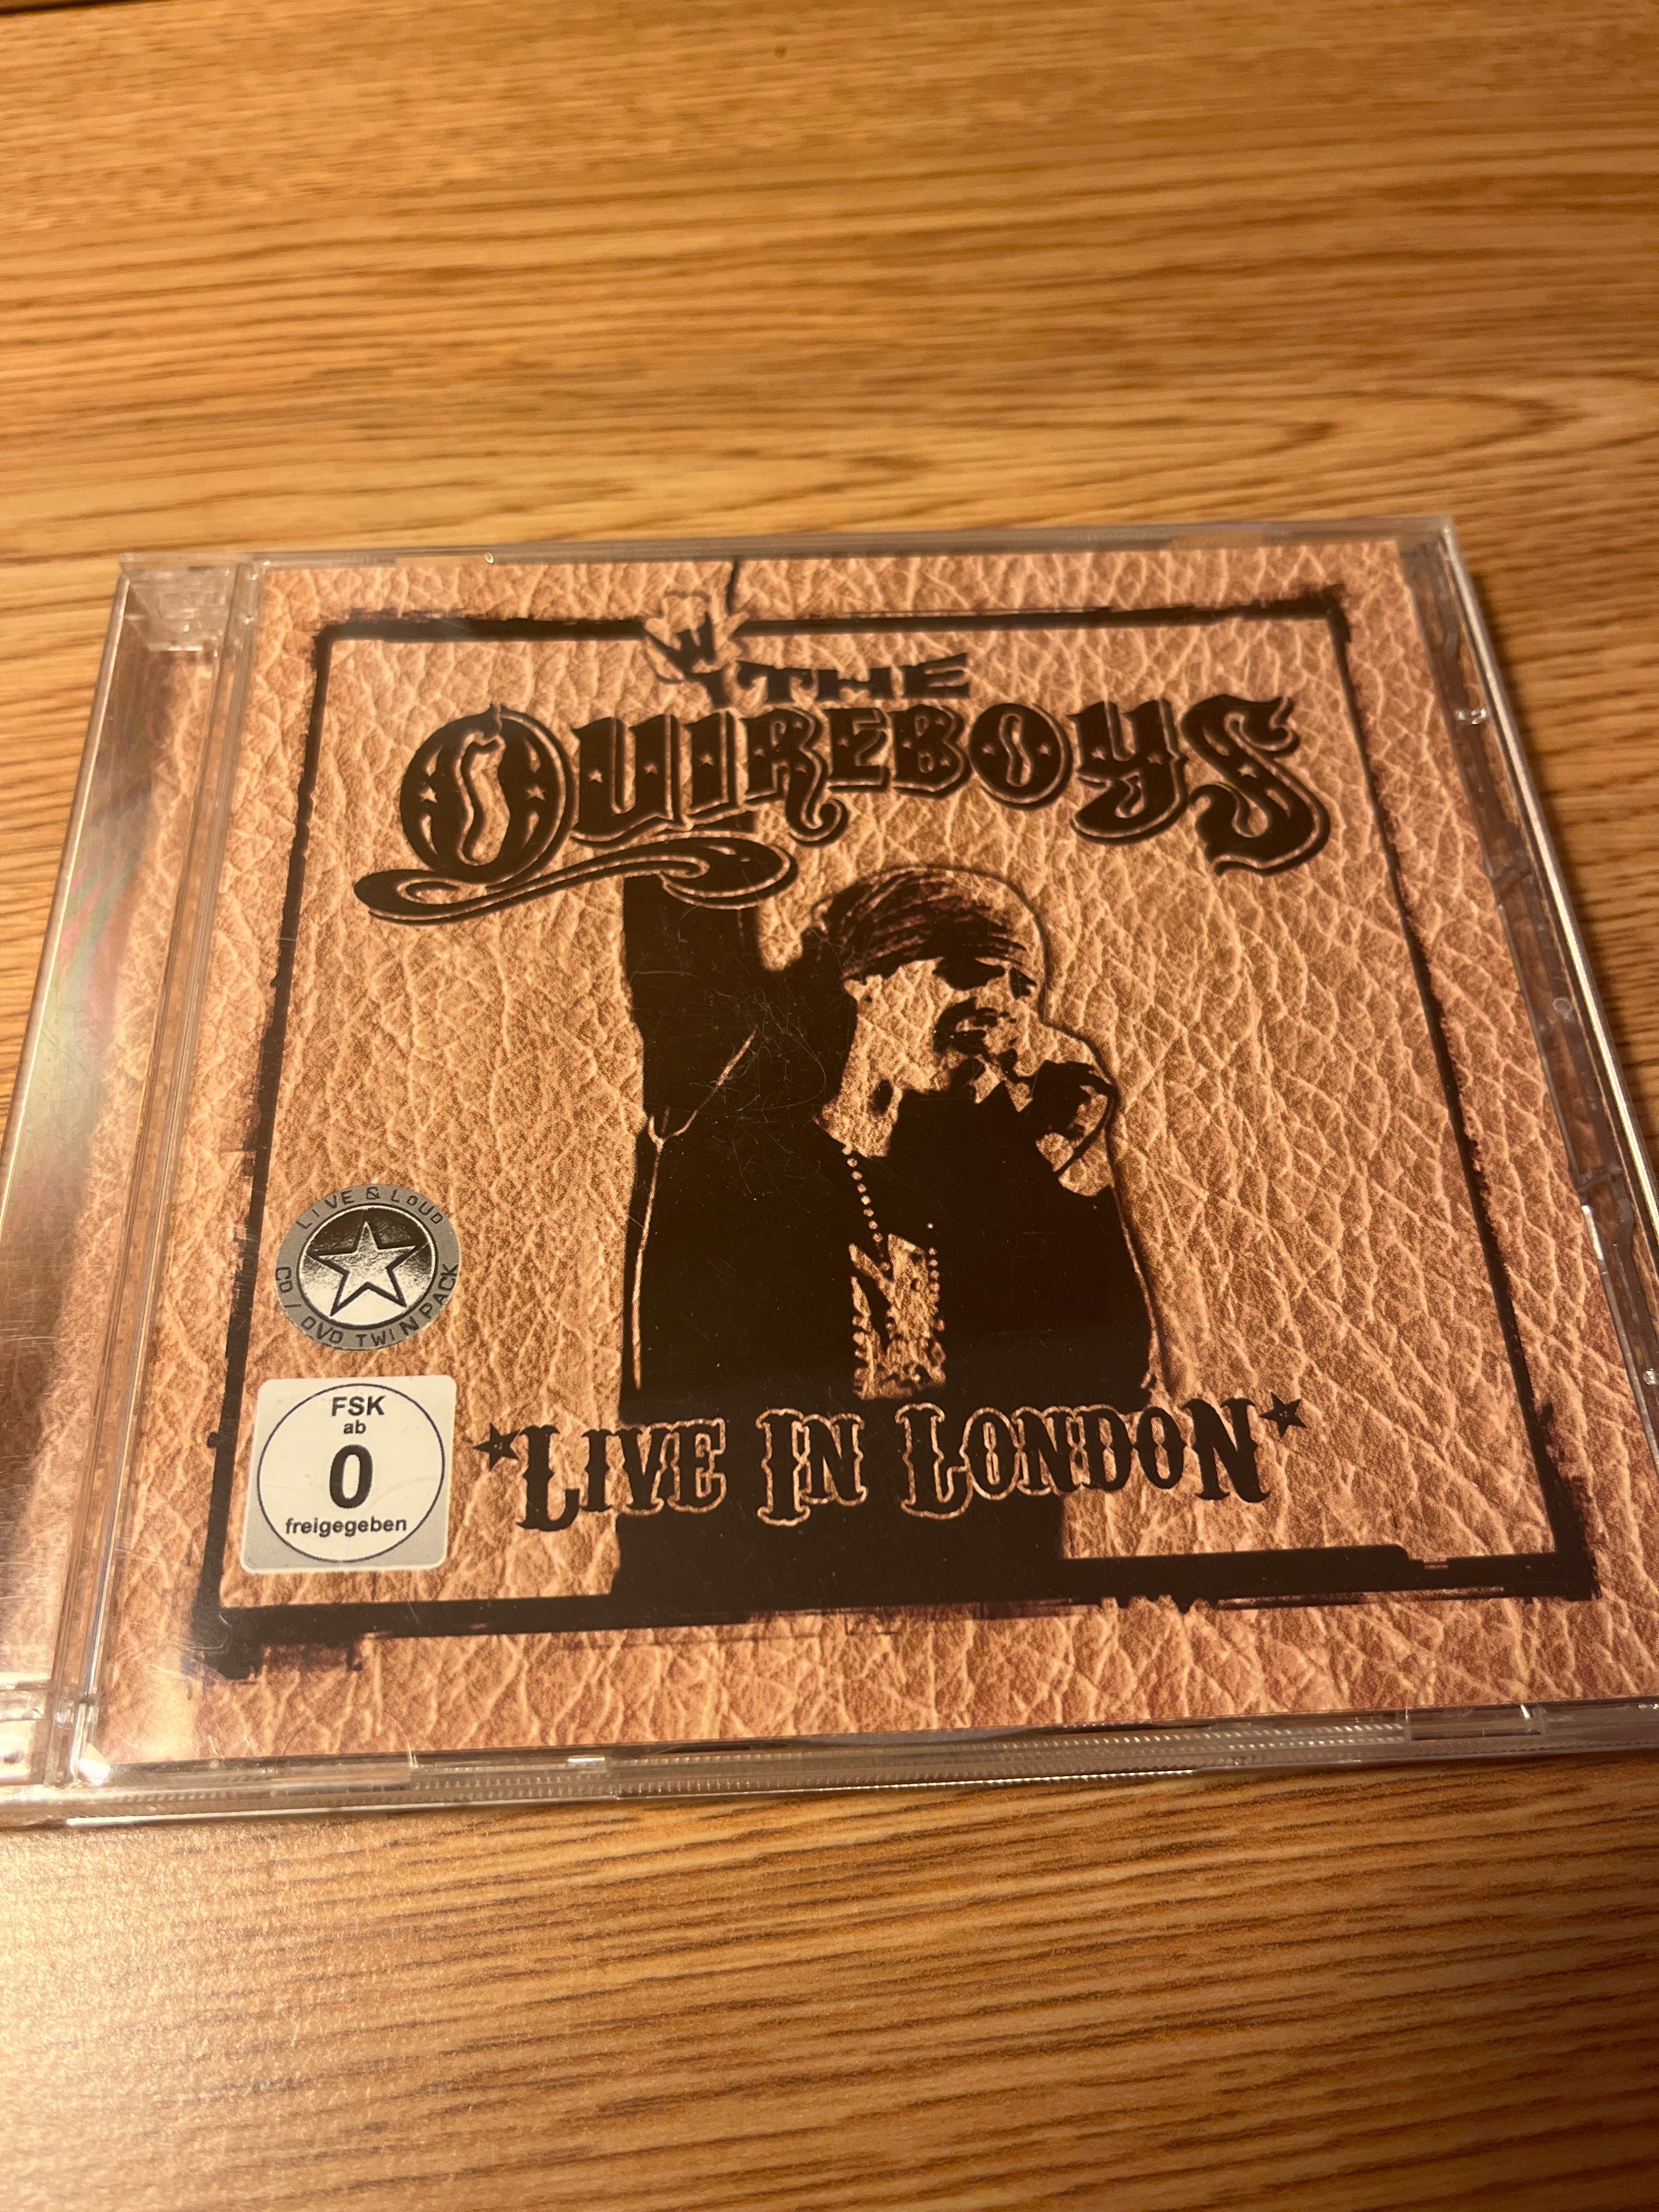 THE
QUIREBOYS
LIVE & LOUD
CD / DVD TWIN PACK
FSK
ab
0
freigegeben
*LIVE IN LONDON*